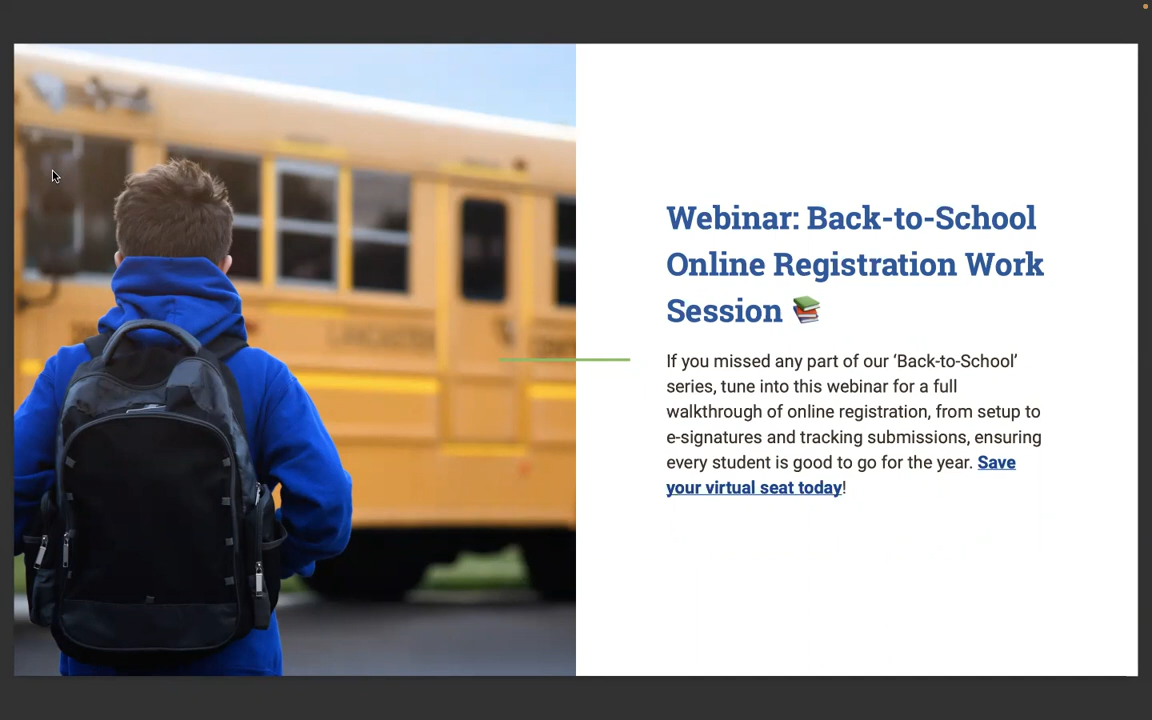 Webinar: Back-to-School
Online Registration Work
Session 📚
If you missed any part of our ‘Back-to-School’
series, tune into this webinar for a full
walkthrough of online registration, from setup to
e-signatures and tracking submissions, ensuring
every student is good to go for the year. Save
your virtual seat today!